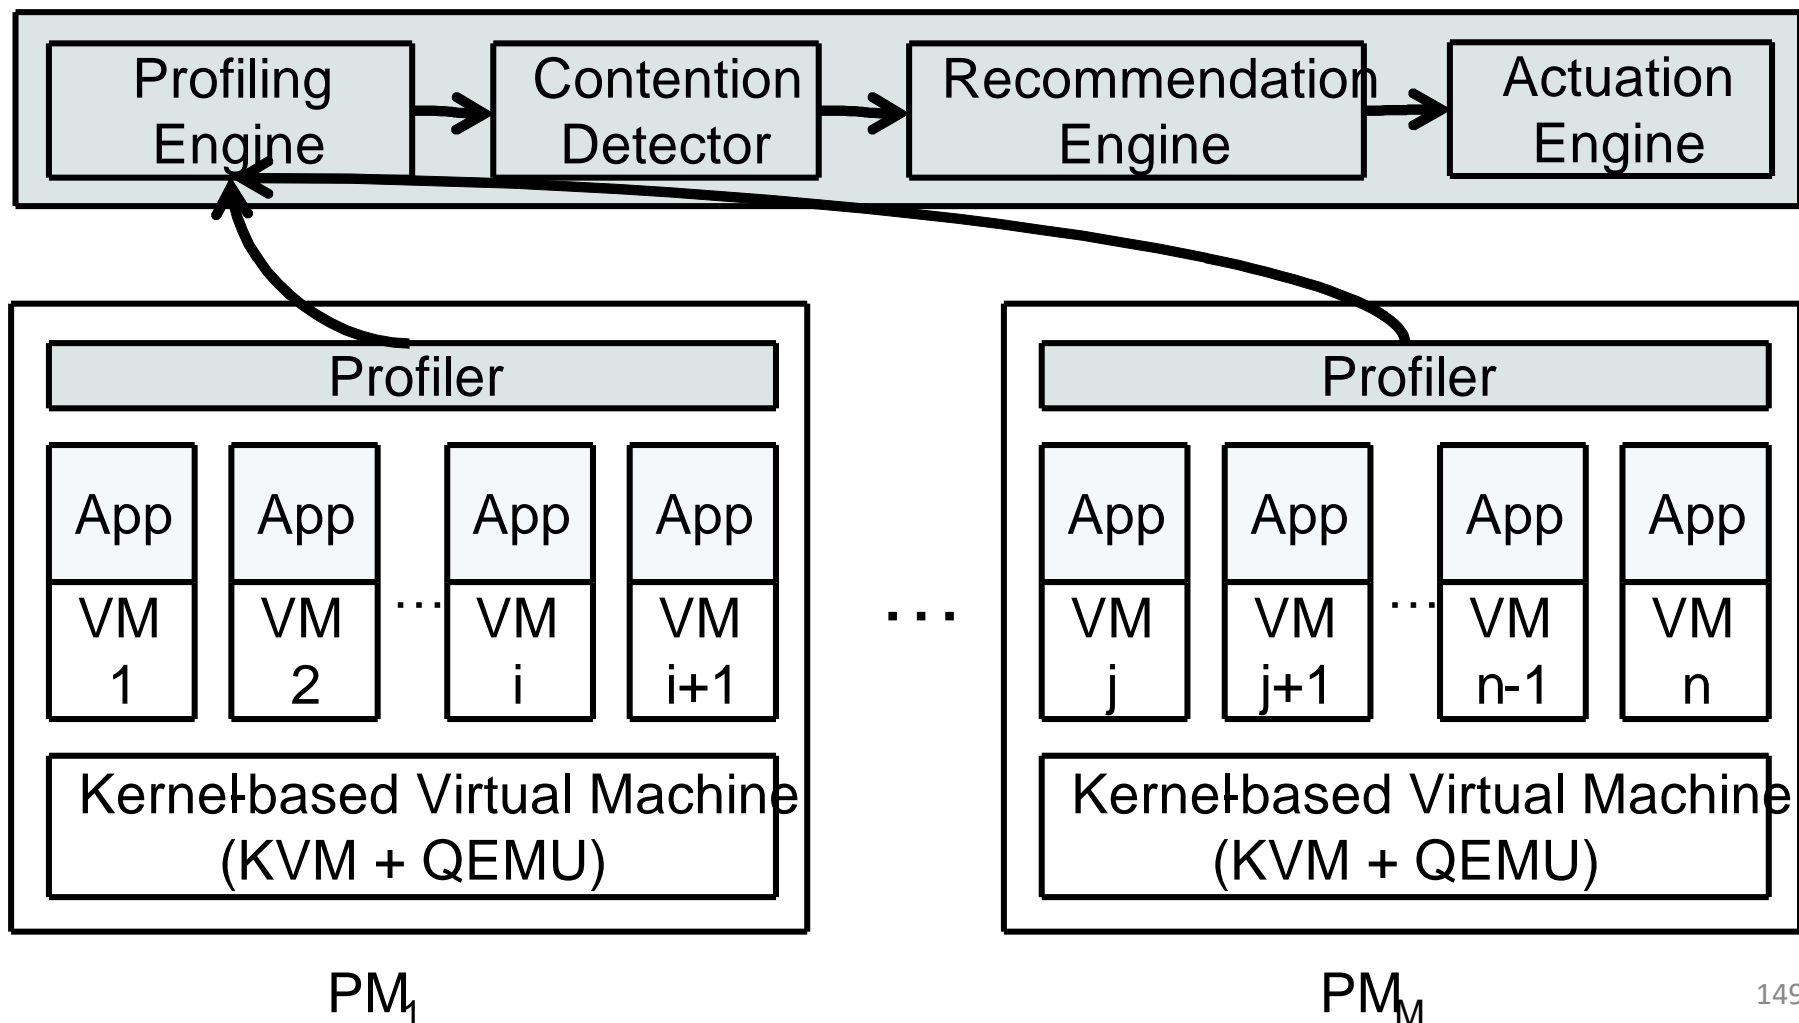 Profiling
Engine
Contention
Detector
Recommendation
Engine
Actuation
Engine
Profiler
App
App
App
App
VM
1
VM
2
...
VM
i
VM
i+1
Kernel-based Virtual Machine
(KVM + QEMU)
PM1
...
Profiler
App
App
App
App
VM
j
VM
j+1
...
VM
n-1
VM
n
Kernel-based Virtual Machine
(KVM + QEMU)
PMM
149